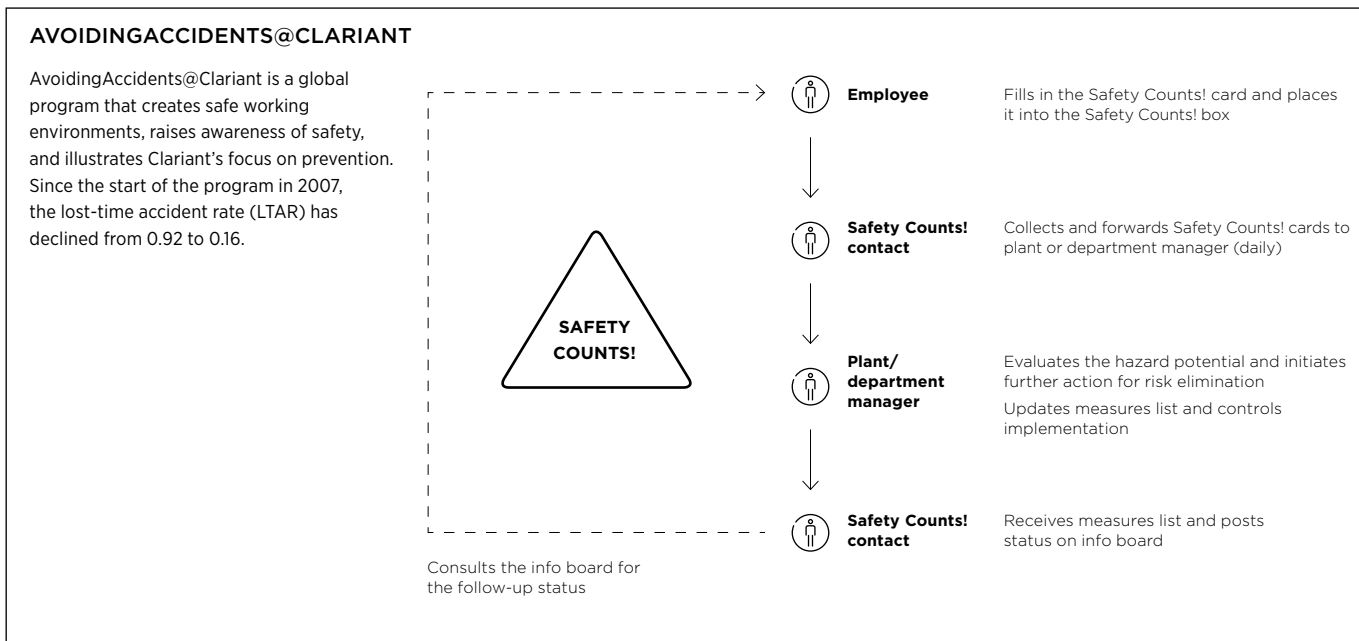 AVOIDINGACCIDENTS@CLARIANT
AvoidingAccidents@Clariant is a global
program that creates safe working
environments, raises awareness of safety,
and illustrates Clariant’s focus on prevention.
Since the start of the program in 2007,
the lost-time accident rate (LTAR) has
declined from 0.92 to 0.16.
SAFETY
COUNTS!
Employee
Fills in the Safety Counts! card and places
it into the Safety Counts! box
Safety Counts!
contact
Collects and forwards Safety Counts! cards to
plant or department manager (daily)
Plant/
department
manager
Evaluates the hazard potential and initiates
further action for risk elimination
Updates measures list and controls
implementation
Safety Counts!
contact
Receives measures list and posts
status on info board
Consults the info board for
the follow-up status